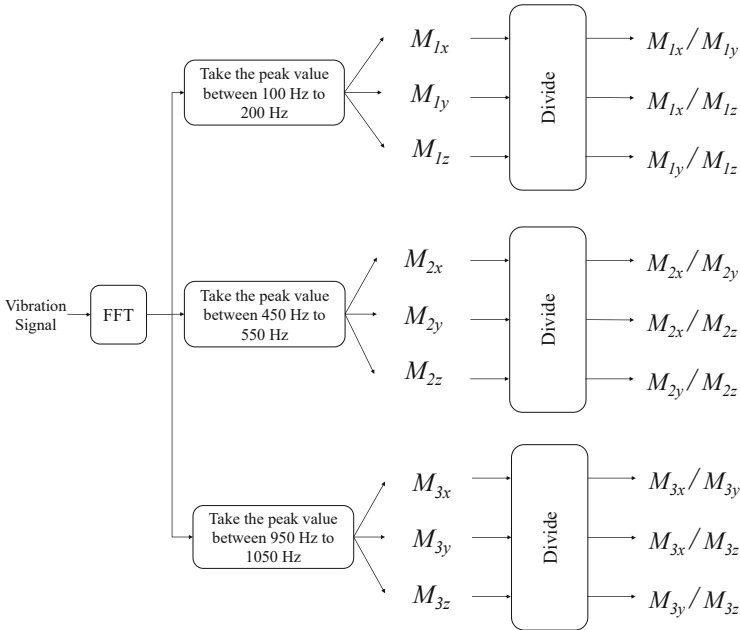 Vibration
Signal
FFT
Take the peak value
between 100 Hz to
200 Hz
M1x
M1y
M1z
Divide
M1x/M1y
M1x/M1z
M1y/M1z
Take the peak value
between 450 Hz to
550 Hz
M2x
M2y
M2z
Divide
M2x/M2y
M2x/M2z
M2y/M2z
Take the peak value
between 950 Hz to
1050 Hz
M3x
M3y
M3z
Divide
M3x/M3y
M3x/M3z
M3y/M3z